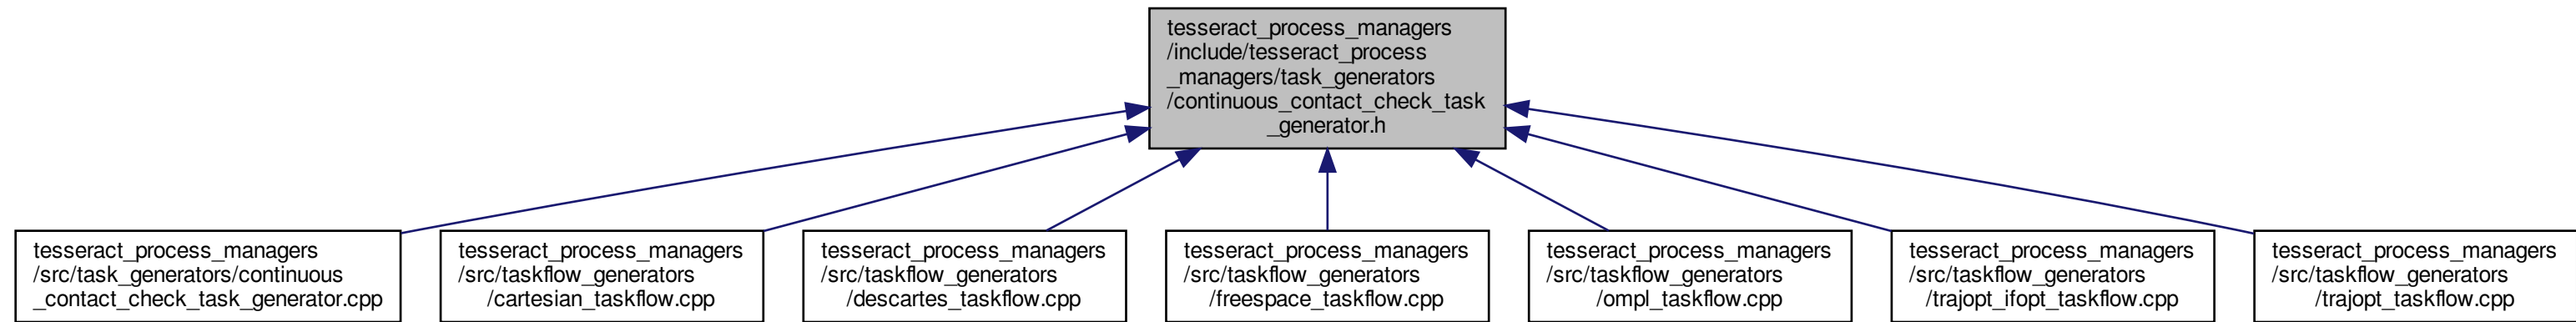 tesseract_process_managers
/include/tesseract_process
_managers/task_generators
/continuous_contact_check_task
_generator.h
tesseract_process_managers
/src/task_generators/continuous
_contact_check_task_generator.cpp
tesseract_process_managers
/src/taskflow_generators
/cartesian_taskflow.cpp
tesseract_process_managers
/src/taskflow_generators
/descartes_taskflow.cpp
tesseract_process_managers
/src/taskflow_generators
/freespace_taskflow.cpp
tesseract_process_managers
/src/taskflow_generators
/ompl_taskflow.cpp
tesseract_process_managers
/src/taskflow_generators
/trajopt_ifopt_taskflow.cpp
tesseract_process_managers
/src/taskflow_generators
/trajopt_taskflow.cpp